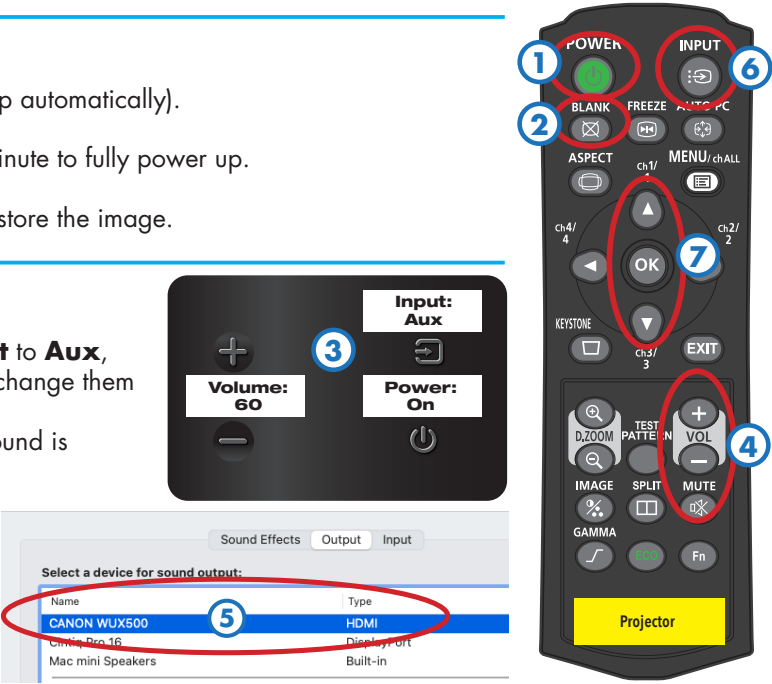 p automatically).
inute to fully power up.
store the image.
t to Aux,
change them
ound is
Input:
Aux
3
Volume:
60
Power:
On
Sound Effects Output Input
Select a device for sound output:
Name Type
CANON WUX500 HDMI
5
Cintiq Pro 16 DisplayPort
Mac mini Speakers Built-in
POWER INPUT
1 6
BLANK FREEZE AUTO PC
2
ASPECT Ch1/ MENU/ch ALL
1
Ch4/ Ch2/
4 2
OK 7
KEYSTONE
Ch3/ EXIT
3
D.ZOOM TEST PATTERN + VOL −
4
IMAGE SPLIT MUTE
GAMMA
ECO Fn
Projector